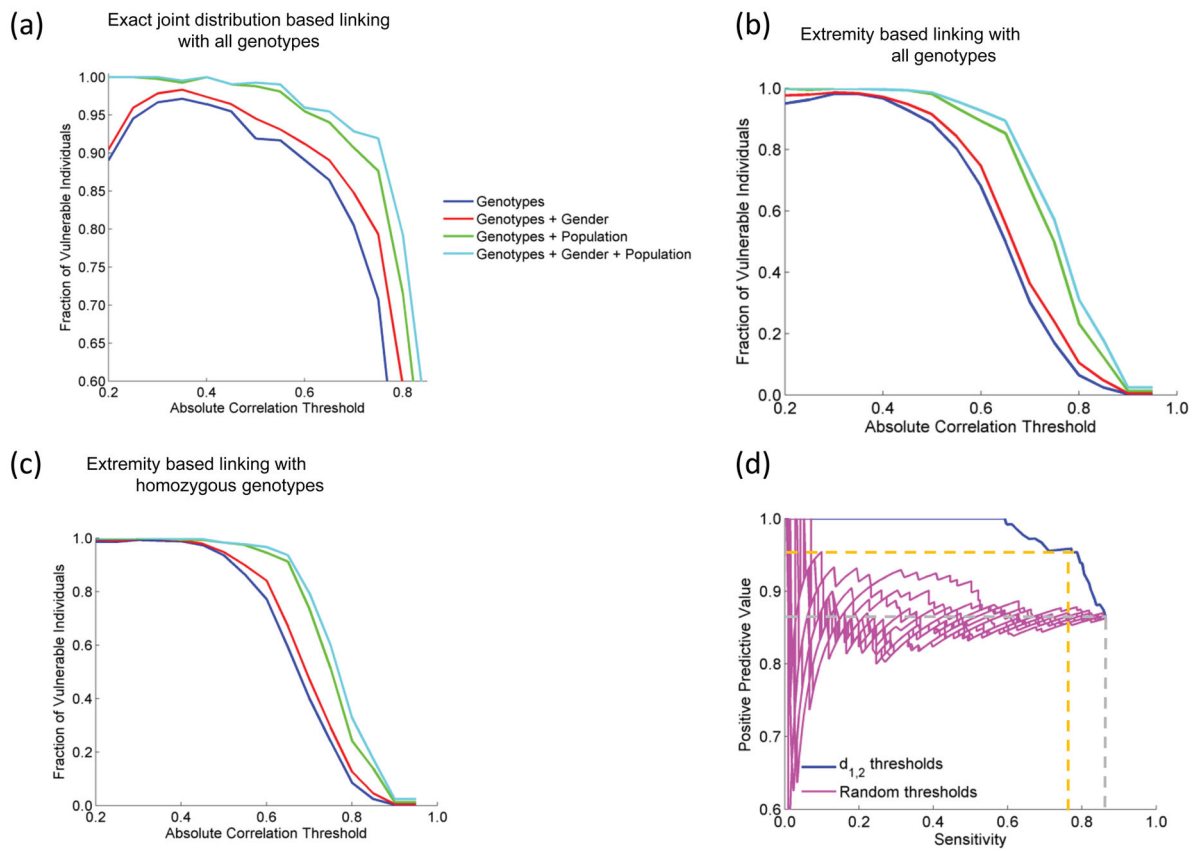 (a)
Exact joint distribution based linking
with all genotypes
Fraction of Vulnerable Individuals
1.00
0.95
0.90
0.85
0.80
0.75
0.70
0.65
0.60
0.2
0.4
0.6
0.8
Absolute Correlation Threshold
Genotypes
Genotypes + Gender
Genotypes + Population
Genotypes + Gender + Population
(b)
Extremity based linking with
all genotypes
Fraction of Vulnerable Individuals
1.0
0.8
0.6
0.4
0.2
0.0
0.2
0.4
0.6
0.8
1.0
Absolute Correlation Threshold
(c)
Extremity based linking with
homozygous genotypes
Fraction of Vulnerable Individuals
1.0
0.8
0.6
0.4
0.2
0.0
0.2
0.4
0.6
0.8
1.0
Absolute Correlation Threshold
(d)
Positive Predictive Value
1.0
0.9
0.8
0.7
0.6
d1,2 thresholds
Random thresholds
0.0
0.2
0.4
0.6
0.8
1.0
Sensitivity